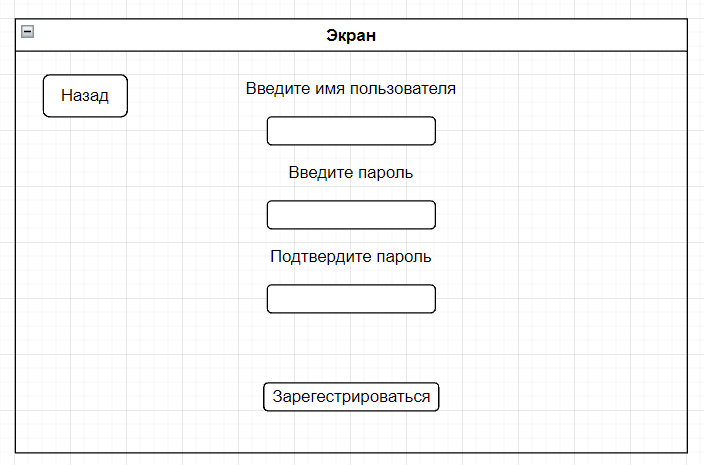 Экран
Назад
Введите имя пользователя
Введите пароль
Подтвердите пароль
Зарегестрироваться